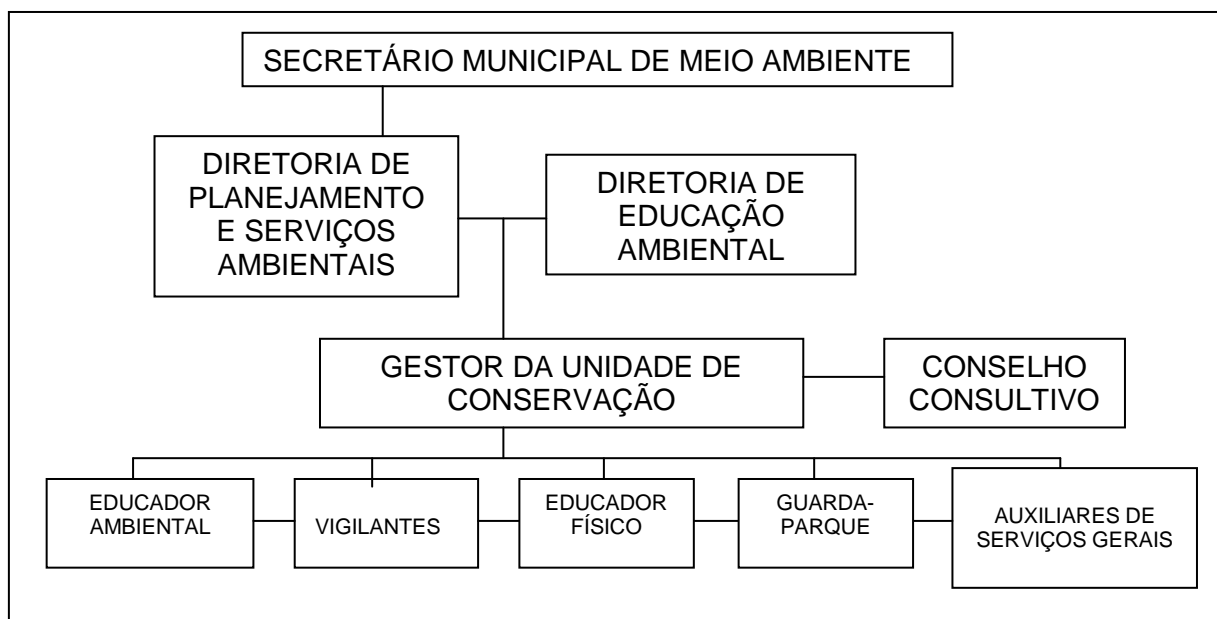 SECRETÁRIO MUNICIPAL DE MEIO AMBIENTE
DIRETORIA DE
PLANEJAMENTO
E SERVIÇOS
AMBIENTAIS
DIRETORIA DE
EDUCAÇÃO
AMBIENTAL
GESTOR DA UNIDADE DE
CONSERVAÇÃO
CONSELHO
CONSULTIVO
EDUCADOR
AMBIENTAL
VIGILANTES
EDUCADOR
FÍSICO
GUARDA-
PARQUE
AUXILIARES DE
SERVIÇOS GERAIS